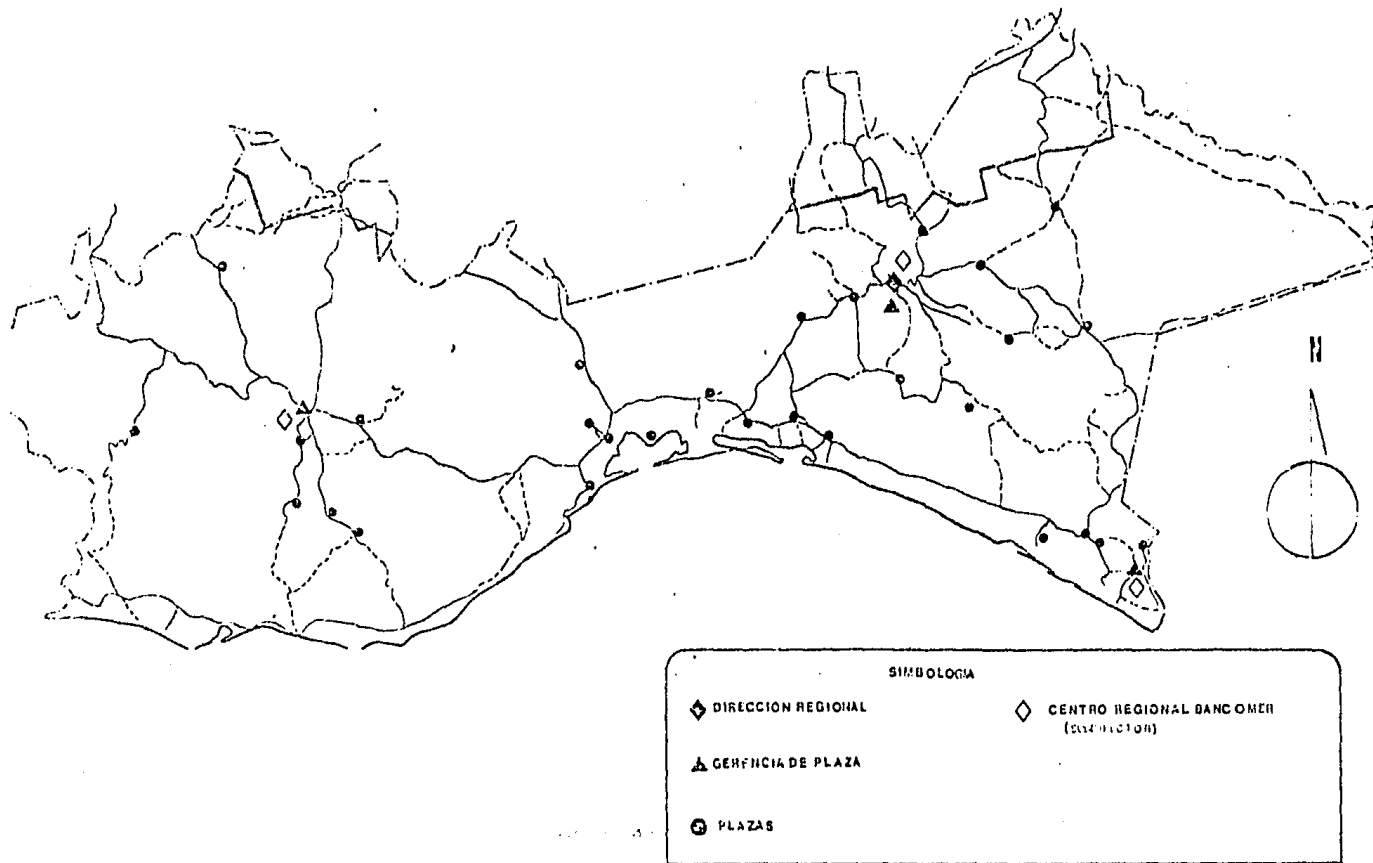 N
SIMBOLOGIA
DIRECCION REGIONAL
CENTRO REGIONAL BANCOMER
GERENCIA DE PLAZA
PLAZAS